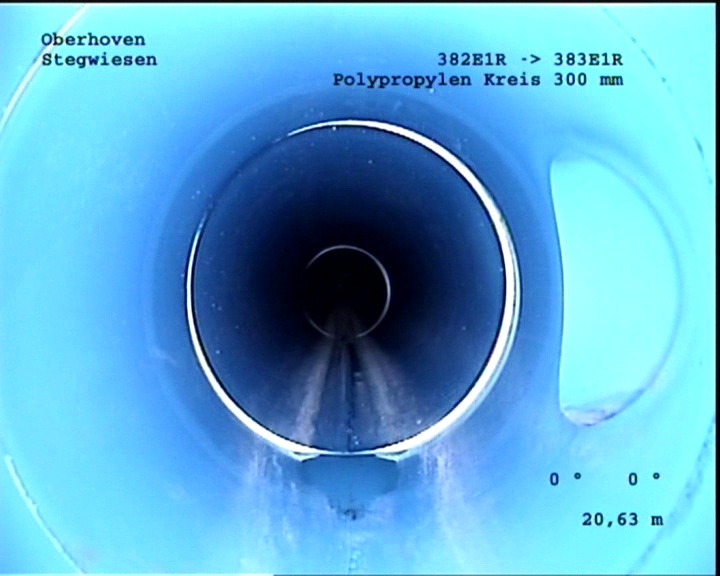 Oberhoven
Stegwiesen
382E1R -> 383E1R
Polypropylen Kreis 300 mm
0 ° 0 °
20,63 m